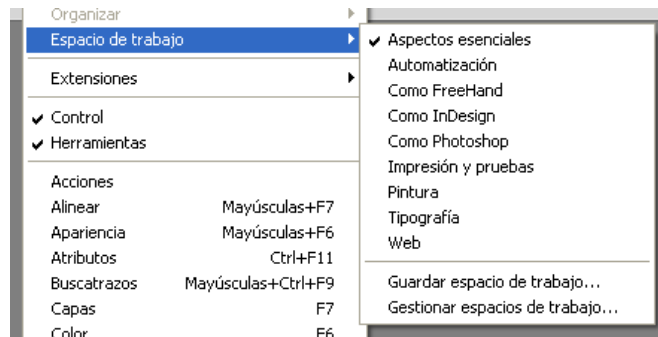 Organizar
Espacio de trabajo
Extensiones
Control
Herramientas
Acciones
Alinear Mayúsculas+F7
Apariencia Mayúsculas+F6
Atributos Ctrl+F11
Buscatrazos Mayúsculas+Ctrl+F9
Capas F7
Color F6
Aspectos esenciales
Automatización
Como FreeHand
Como InDesign
Como Photoshop
Impresión y pruebas
Pintura
Tipografía
Web
Guardar espacio de trabajo...
Gestionar espacios de trabajo...